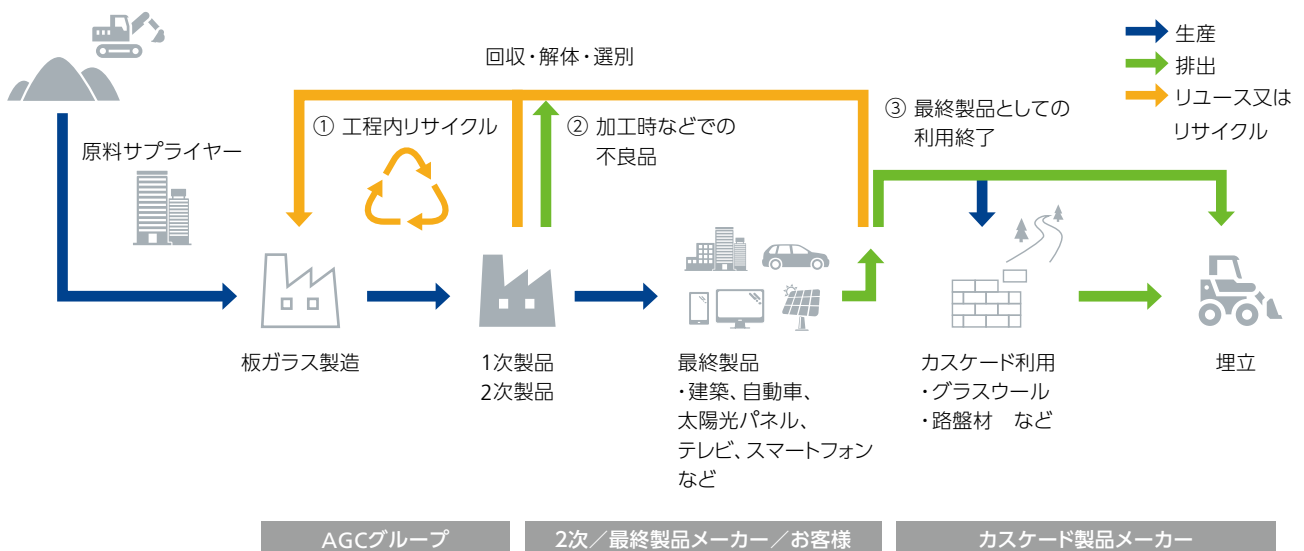 回収・解体・選別
生産
排出
リユース又は
リサイクル
① 工程内リサイクル
② 加工時などでの
不良品
③ 最終製品としての
利用終了
原料サプライヤー
板ガラス製造
1次製品
2次製品
最終製品
・建築、自動車、
太陽光パネル、
テレビ、スマートフォン
など
カスケード利用
・グラスウール
・路盤材　など
埋立
AGCグループ
2次／最終製品メーカー／お客様
カスケード製品メーカー